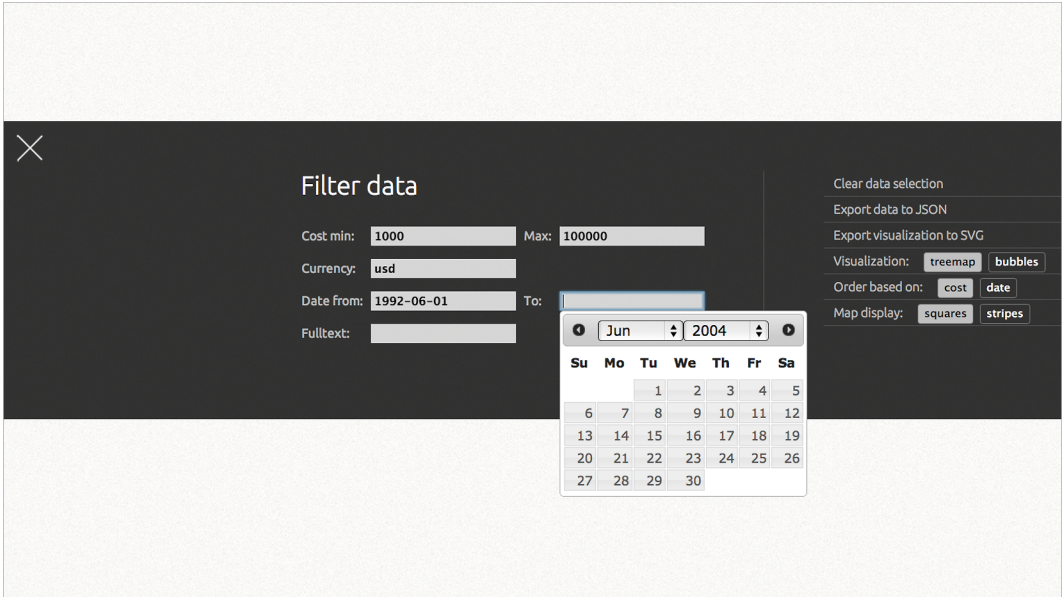 Filter data
Cost min: 1000 Max: 100000
Currency: usd
Date from: 1992-06-01 To:
Fulltext:
Jun 2004
Su Mo Tu We Th Fr Sa
1 2 3 4 5
6 7 8 9 10 11 12
13 14 15 16 17 18 19
20 21 22 23 24 25 26
27 28 29 30
Clear data selection
Export data to JSON
Export visualization to SVG
Visualization: treemap bubbles
Order based on: cost date
Map display: squares stripes